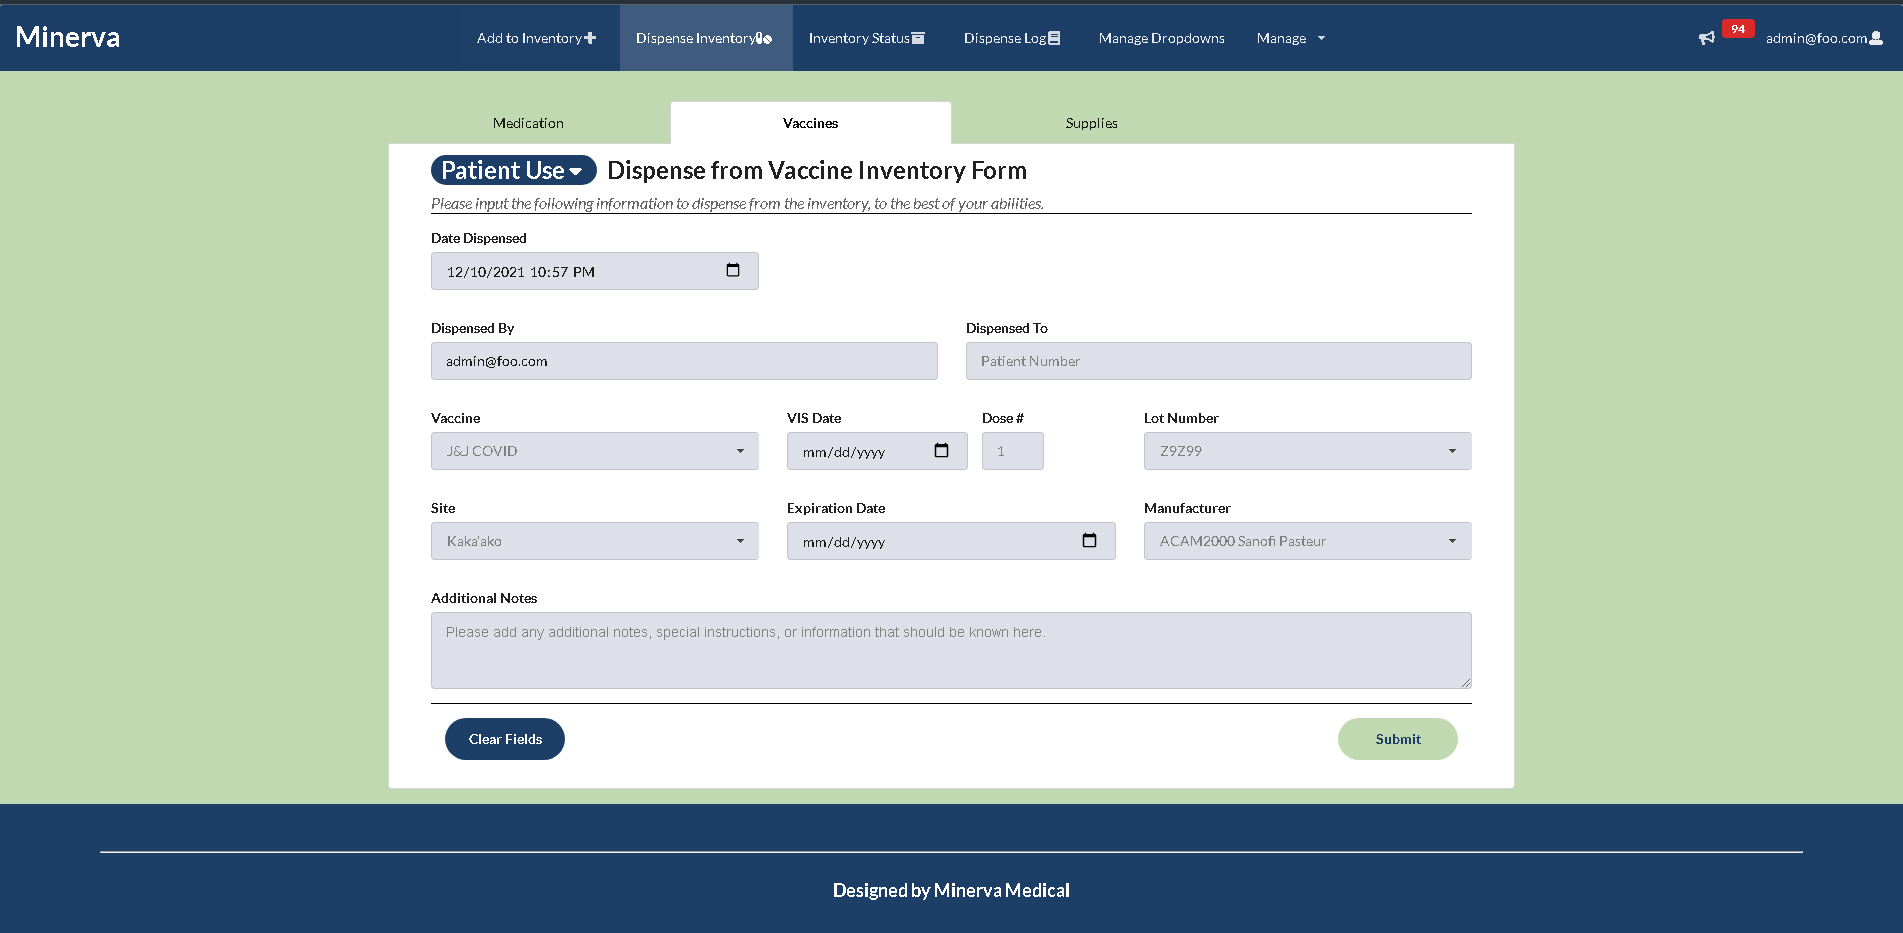 Minerva
Add to Inventory
Dispense Inventory
Inventory Status
Dispense Log
Manage Dropdowns
Manage
94
admin@foo.com
Medication
Vaccines
Supplies
Patient Use
Dispense from Vaccine Inventory Form
Please input the following information to dispense from the inventory, to the best of your abilities.
Date Dispensed
12/10/2021 10:57 PM
Dispensed By
Dispensed To
admin@foo.com
Patient Number
Vaccine
VIS Date
Dose #
Lot Number
J&J COVID
mm/dd/yyyy
1
Z9Z99
Site
Expiration Date
Manufacturer
Kaka'ako
mm/dd/yyyy
ACAM2000 Sanofi Pasteur
Additional Notes
Please add any additional notes, special instructions, or information that should be known here.
Clear Fields
Submit
Designed by Minerva Medical